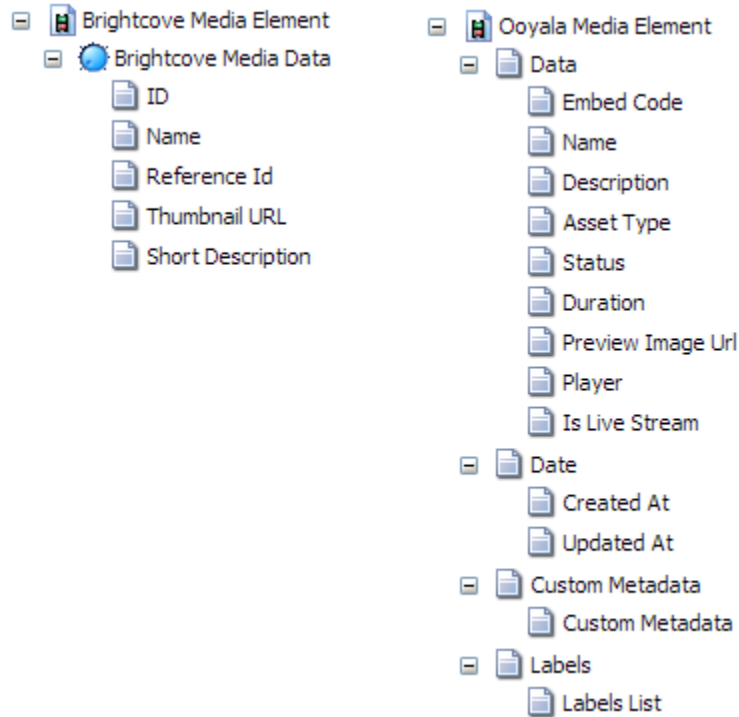 Brightcove Media Element
Brightcove Media Data
ID
Name
Reference Id
Thumbnail URL
Short Description
Ooyala Media Element
Data
Embed Code
Name
Description
Asset Type
Status
Duration
Preview Image Url
Player
Is Live Stream
Date
Created At
Updated At
Custom Metadata
Custom Metadata
Labels
Labels List